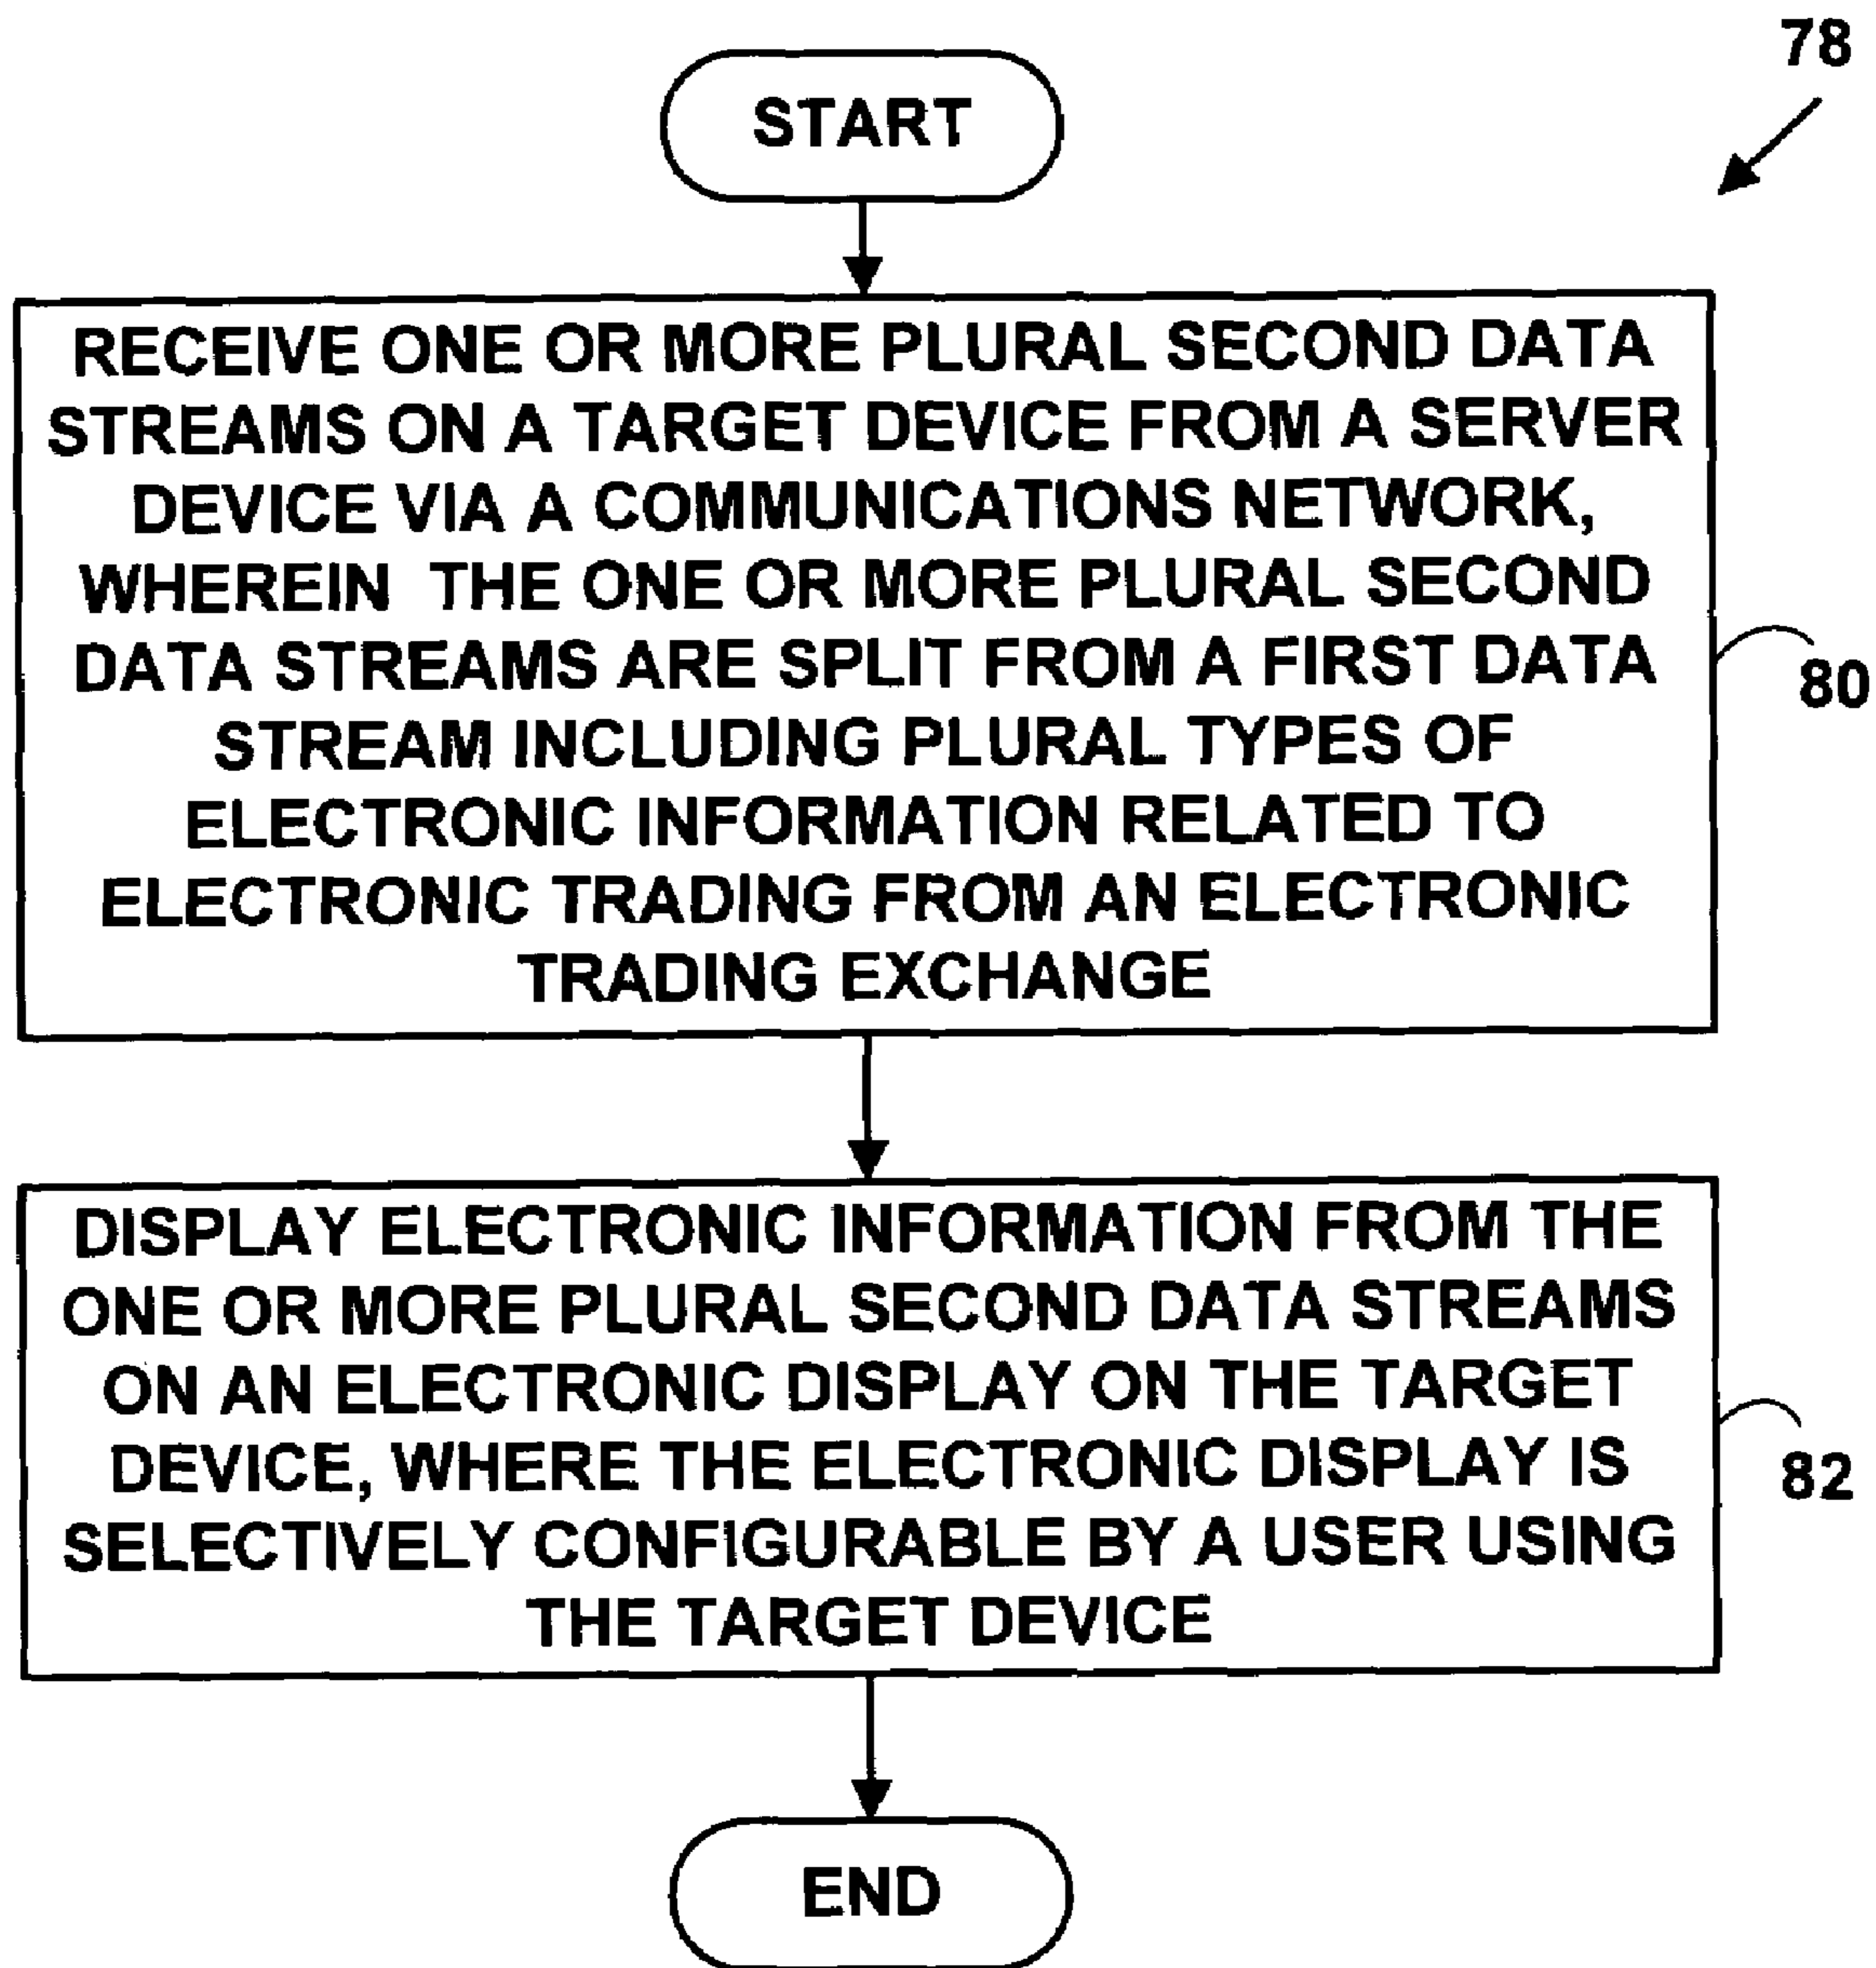 78
START
RECEIVE ONE OR MORE PLURAL SECOND DATA
STREAMS ON A TARGET DEVICE FROM A SERVER
DEVICE VIA A COMMUNICATIONS NETWORK,
WHEREIN THE ONE OR MORE PLURAL SECOND
DATA STREAMS ARE SPLIT FROM A FIRST DATA
STREAM INCLUDING PLURAL TYPES OF
ELECTRONIC INFORMATION RELATED TO
ELECTRONIC TRADING FROM AN ELECTRONIC
TRADING EXCHANGE
80
DISPLAY ELECTRONIC INFORMATION FROM THE
ONE OR MORE PLURAL SECOND DATA STREAMS
ON AN ELECTRONIC DISPLAY ON THE TARGET
DEVICE, WHERE THE ELECTRONIC DISPLAY IS
SELECTIVELY CONFIGURABLE BY A USER USING
THE TARGET DEVICE
82
END